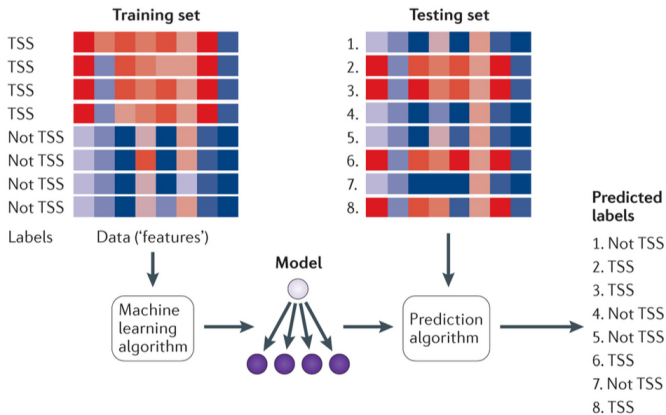 Training set
TSS
TSS
TSS
TSS
Not TSS
Not TSS
Not TSS
Not TSS
Labels
Data (‘features’)
Testing set
1.
2.
3.
4.
5.
6.
7.
8.
Machine
learning
algorithm
Model
Prediction
algorithm
Predicted
labels
1. Not TSS
2. TSS
3. TSS
4. Not TSS
5. Not TSS
6. TSS
7. Not TSS
8. TSS